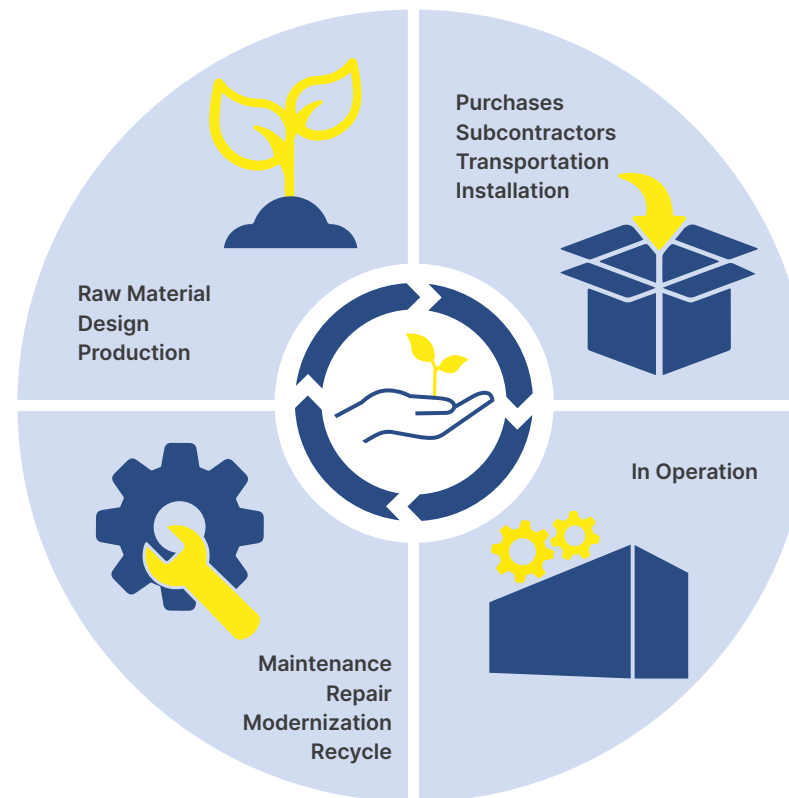 Raw Material
Design
Production
Purchases
Subcontractors
Transportation
Installation
In Operation
Maintenance
Repair
Modernization
Recycle